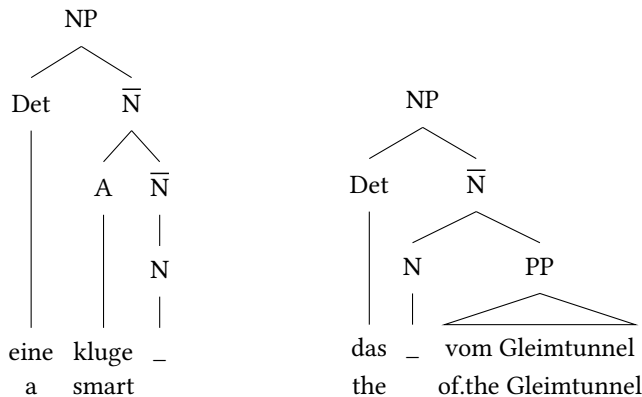 NP
Det N̅
A N̅
N
eine kluge _
a smart
NP
Det N̅
N PP
das _ vom Gleimtunnel
the of.the Gleimtunnel